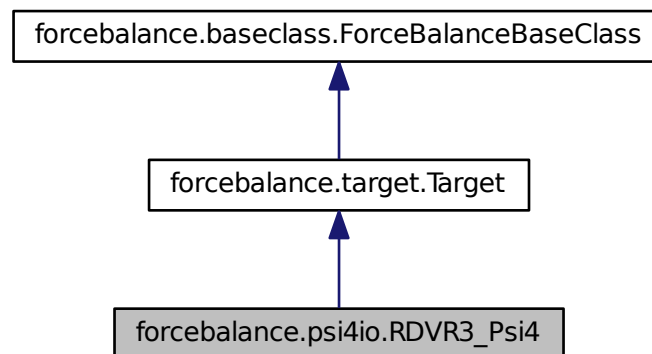 forcebalance.baseclass.ForceBalanceBaseClass
forcebalance.target.Target
forcebalance.psi4io.RDVR3_Psi4